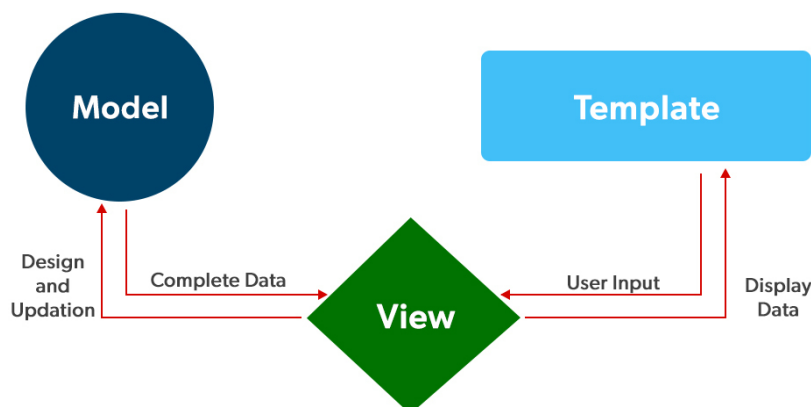 Model
Template
Design
and
Updation
Complete Data
User Input
Display
Data
View